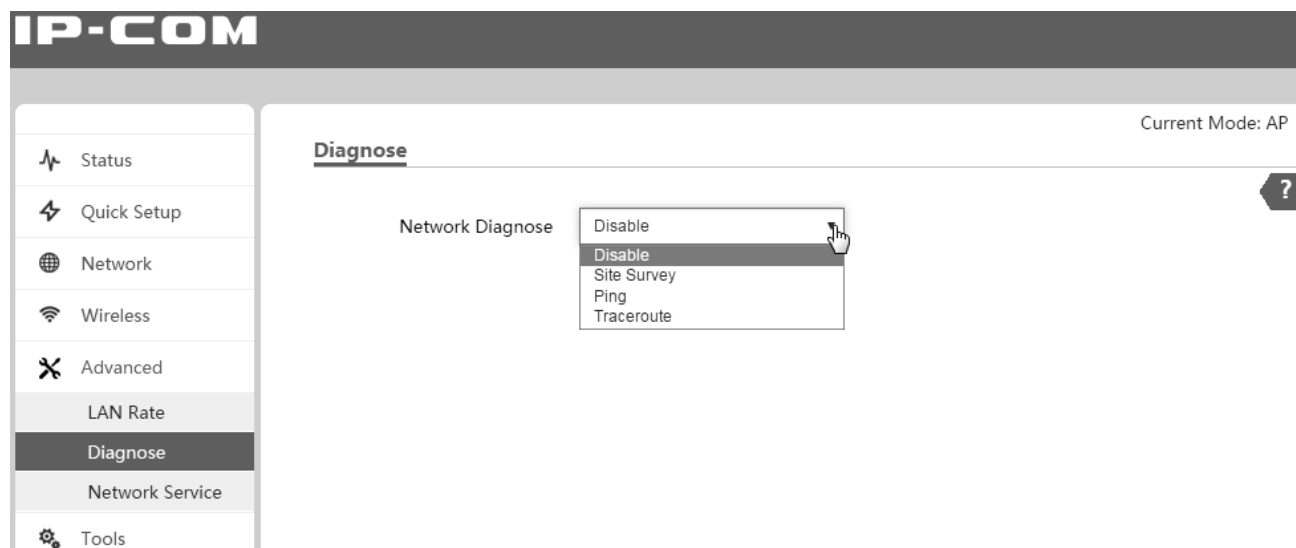 IP-COM
Current Mode: AP
Status
Quick Setup
Network
Wireless
Advanced
LAN Rate
Diagnose
Network Service
Tools
Diagnose
?
Network Diagnose
Disable
Disable
Site Survey
Ping
Traceroute